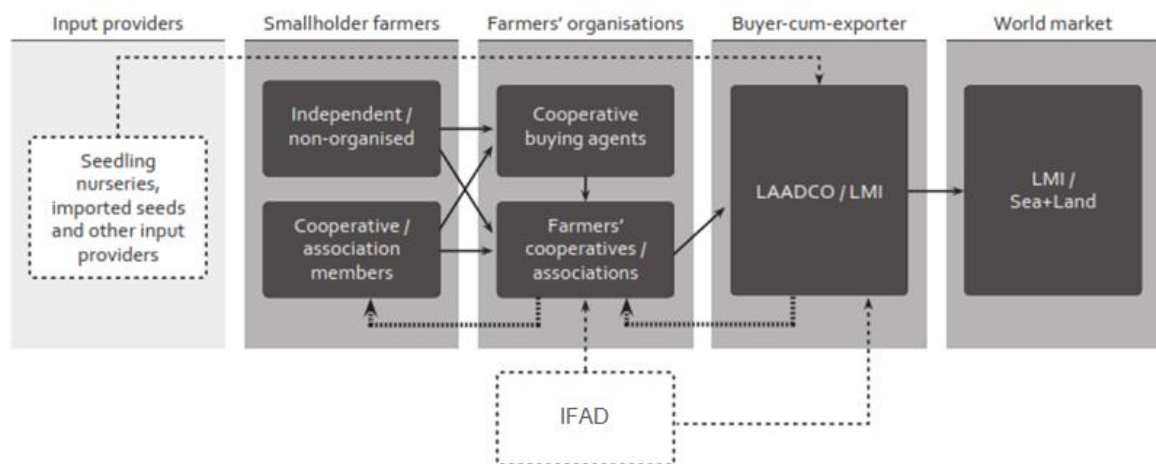 Input providers
Smallholder farmers
Farmers' organisations
Buyer-cum-exporter
World market
Seedling
nurseries,
imported seeds
and other input
providers
Independent /
non-organised
Cooperative /
association
members
Cooperative
buying agents
Farmers'
cooperatives /
associations
LAADCO / LMI
LMI /
Sea+Land
IFAD